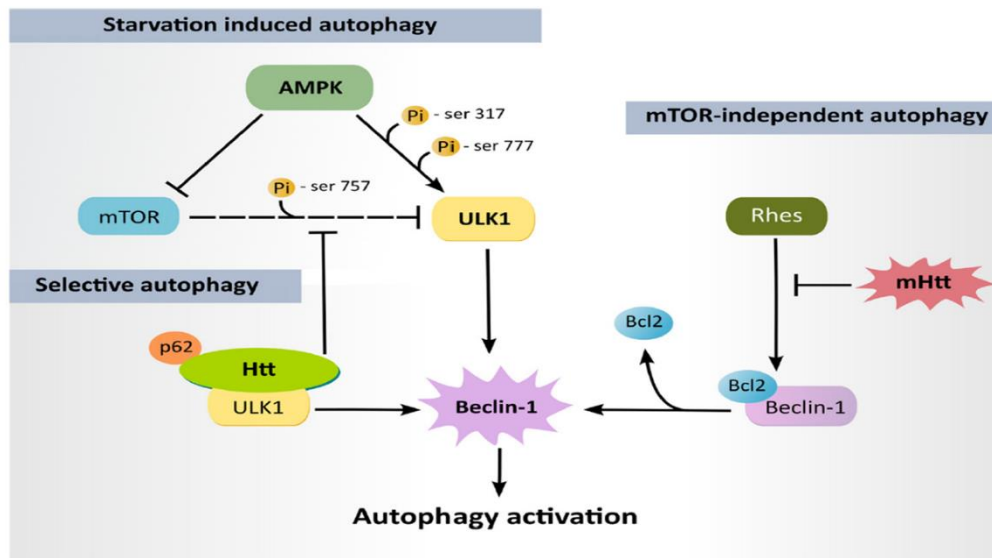 Starvation induced autophagy
AMPK
Pi - ser 317
Pi - ser 777
Pi - ser 757
mTOR
ULK1
mTOR-independent autophagy
Rhes
mHtt
Selective autophagy
p62
Htt
ULK1
Bcl2
Beclin-1
Bcl2
Beclin-1
Autophagy activation